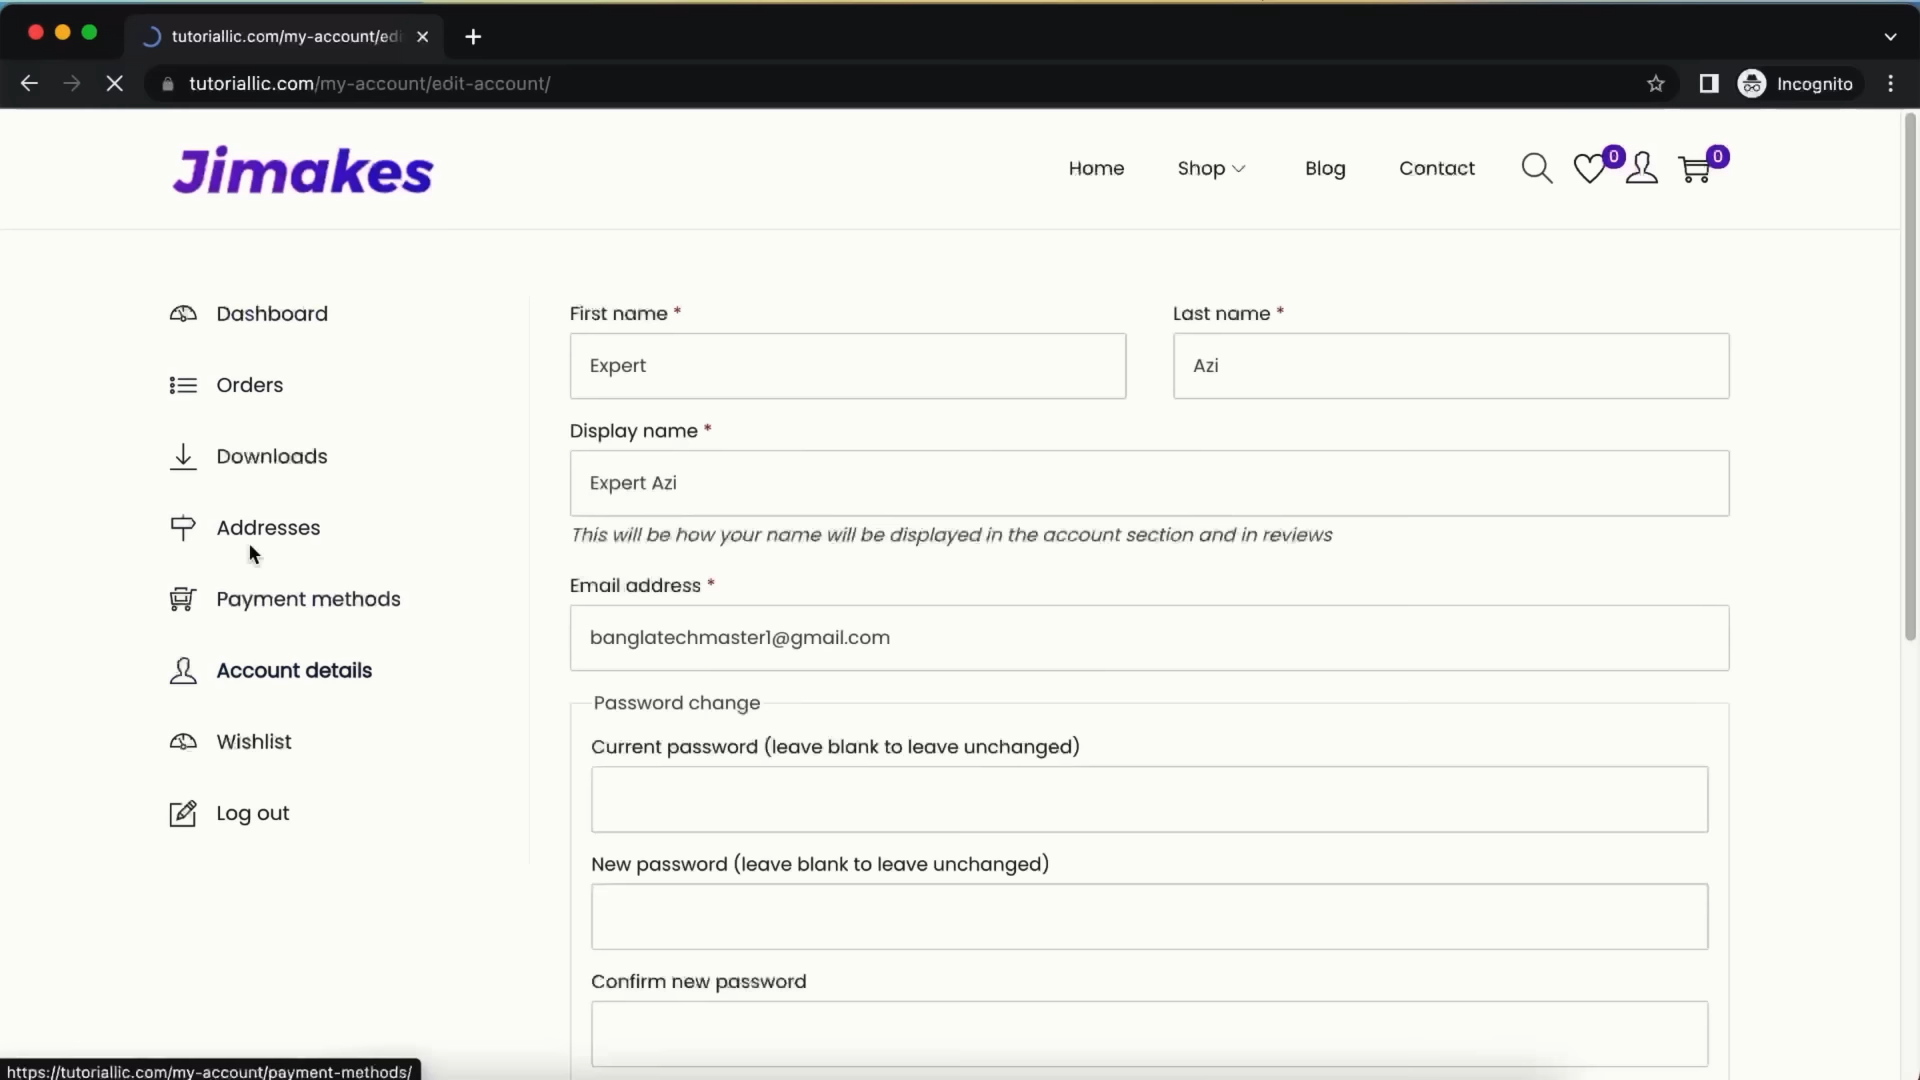 tutoriallic.com/my-account/edi
tutoriallic.com/my-account/edit-account/
Incognito
Jimakes
Home
Shop
Blog
Contact
0
0
Dashboard
Orders
Downloads
Addresses
Payment methods
Account details
Wishlist
Log out
First name *
Last name *
Expert
Azi
Display name *
Expert Azi
This will be how your name will be displayed in the account section and in reviews
Email address *
banglatechmaster1@gmail.com
Password change
Current password (leave blank to leave unchanged)
New password (leave blank to leave unchanged)
Confirm new password
https://tutoriallic.com/my-account/payment-methods/